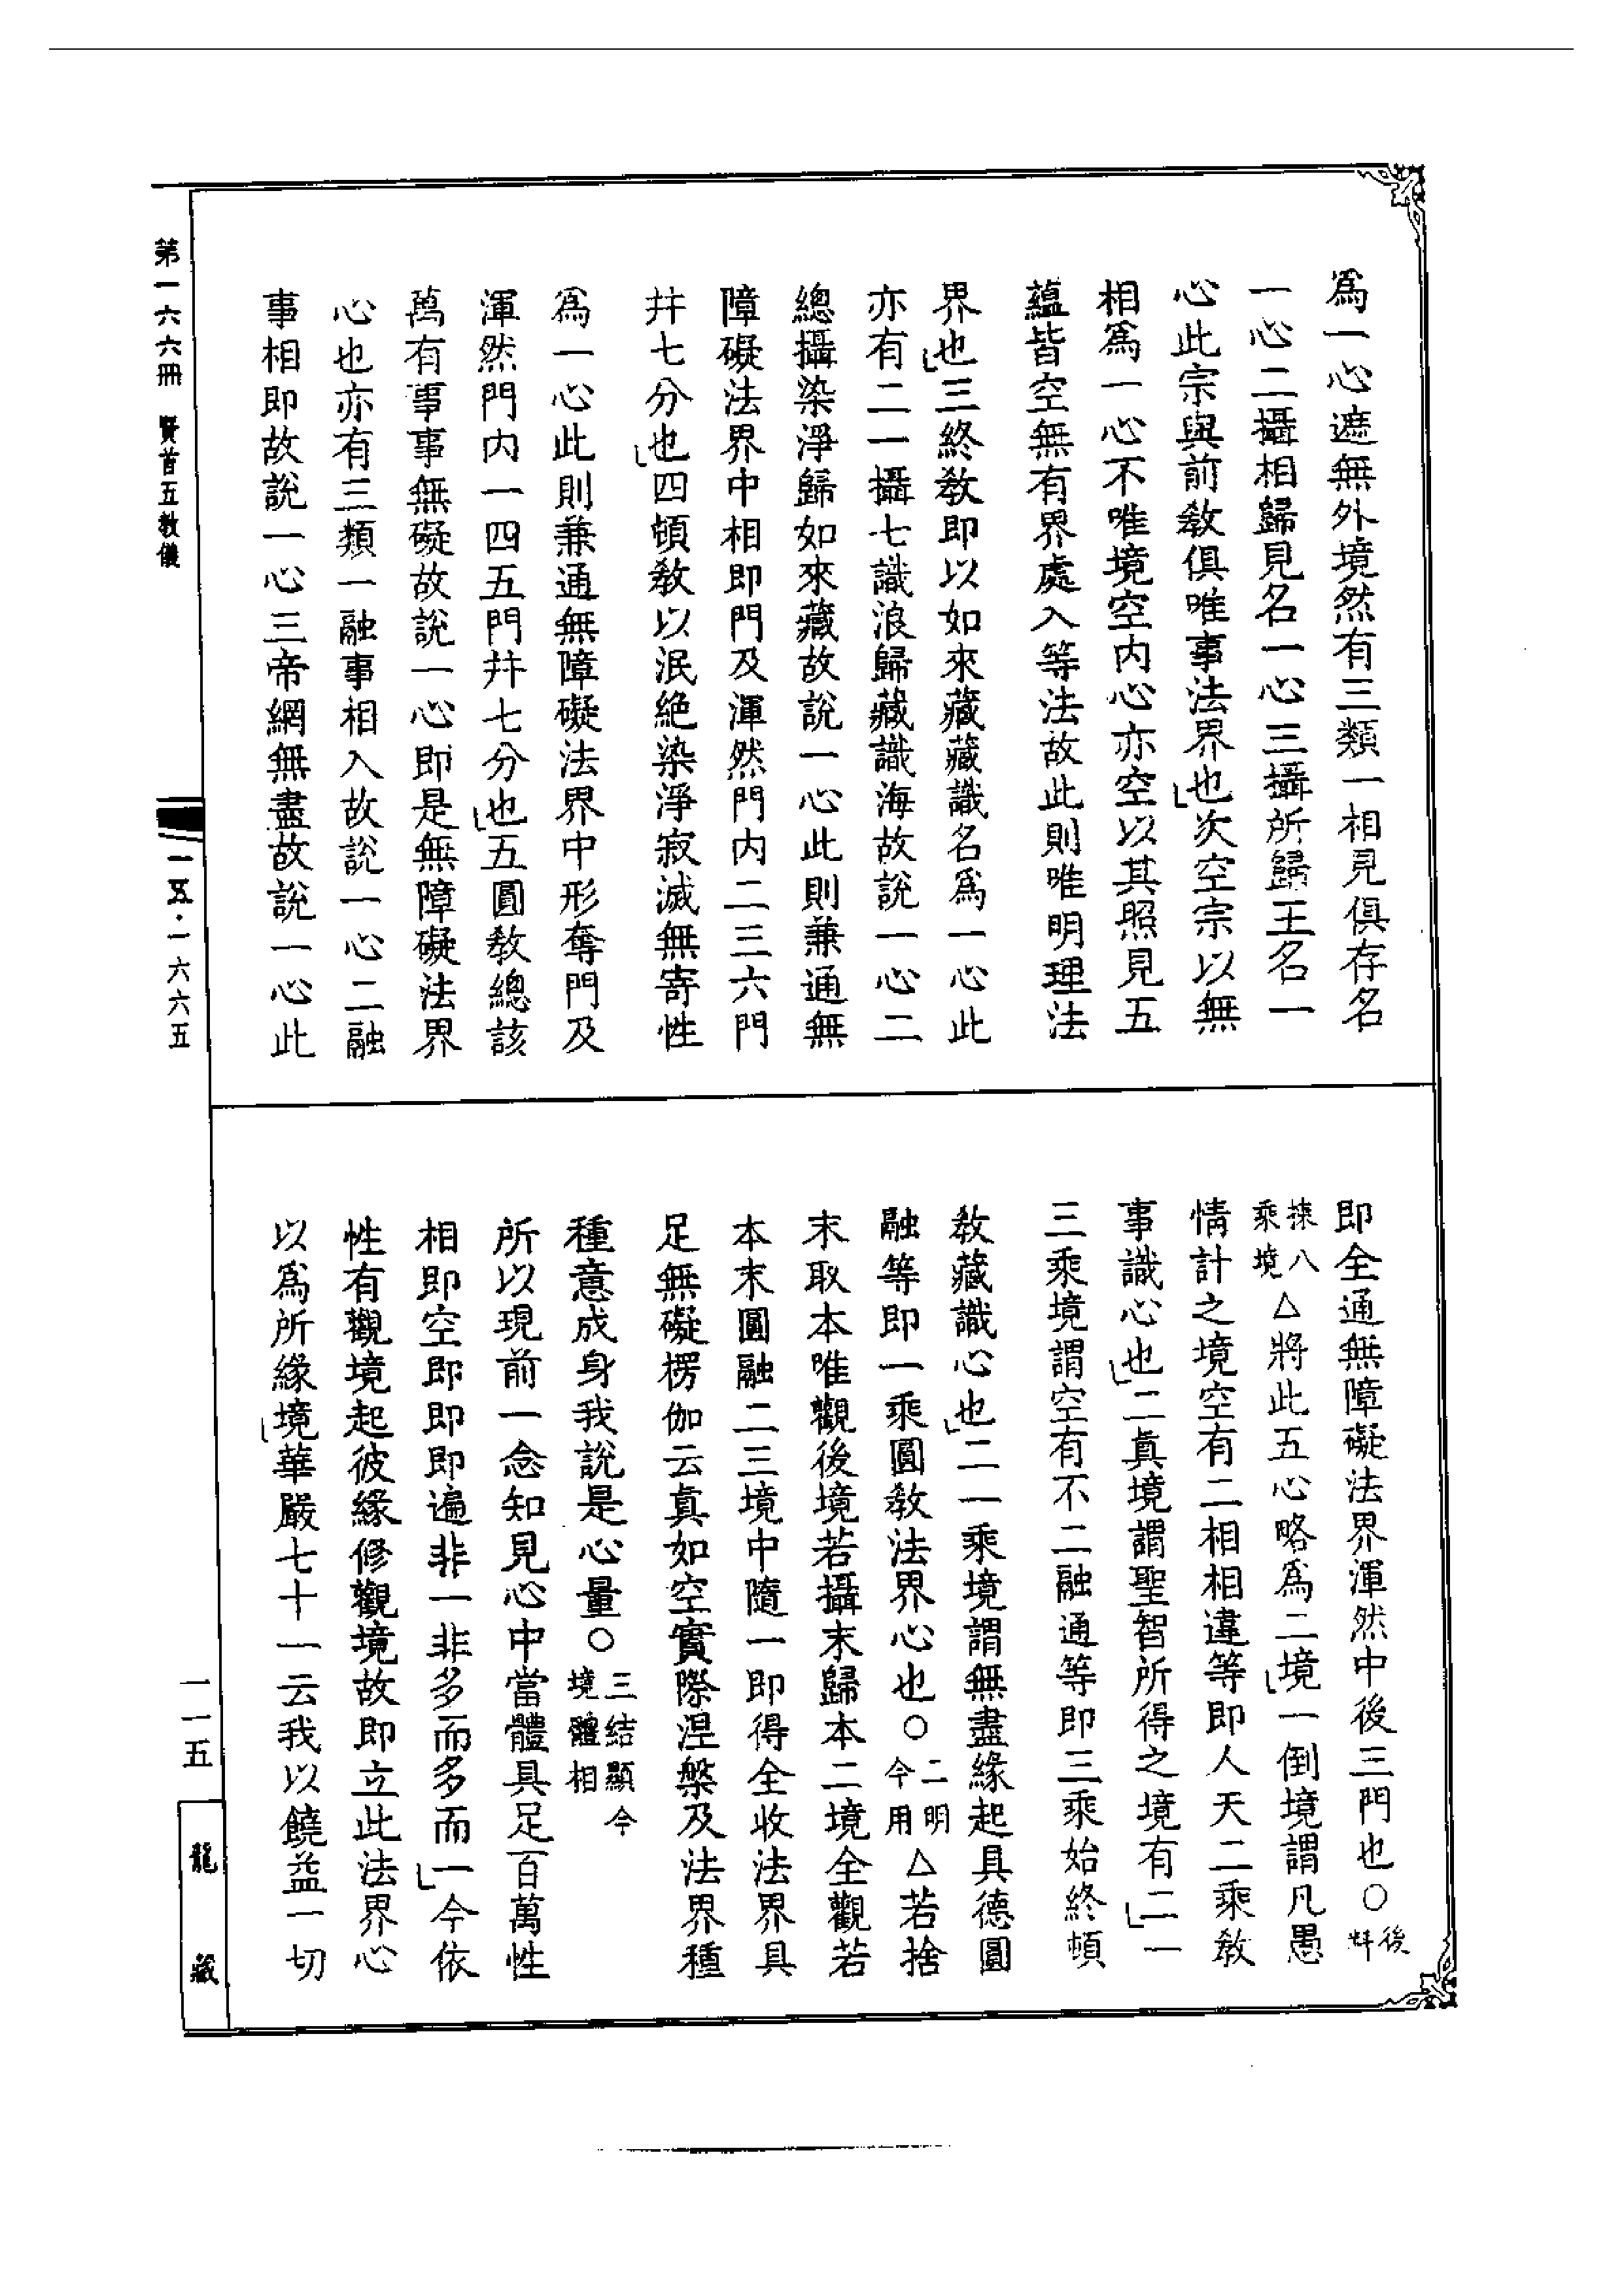 爲一心遮無外境然有三類一相見俱存名
一心二攝相歸見名一心三攝所歸王名一
心此宗與前敎俱唯事法界也次空宗以無
相爲一心不唯境空內心亦空以其照見五
蘊皆空無有界處入等法故此則唯明理法
界也三終敎即以如來藏藏識名爲一心此
亦有二一攝七識浪歸藏識海故說一心二
總攝染淨歸如來藏故說一心此則兼通無
障礙法界中相即門及渾然門內二三六門
幷七分也四頓敎以泯絶染淨寂滅無寄性
爲一心此則兼通無障礙法界中形奪門及
渾然門內一四五門幷七分也五圓敎總該
萬有事事無礙故說一心即是無障礙法界
心也亦有三類一融事相入故說一心二融
事相即故說一心三帝網無盡故說一心此
即全通無障礙法界渾然中後三門也○後料
揀八乘境△將此五心略爲二境一倒境謂凡愚
情計之境空有二相相違等即人天二乘敎
事識心也二眞境謂聖智所得之境有二一
三乘境謂空有不二融通等即三乘始終頓
敎藏識心也二一乘境謂無盡緣起具德圓
融等即一乘圓敎法界心也○二明今用△若捨
末取本唯觀後境若攝末歸本二境全觀若
本末圓融二三境中隨一即得全收法界具
足無礙楞伽云眞如空實際涅槃及法界種
種意成身我說是心量○三結顯今境體相
所以現前一念知見心中當體具足百萬性
相即空即即即遍非一非多而多而一今依
性有觀境起彼緣修觀境故即立此法界心
以爲所緣境華嚴七十一云我以饒益一切
第一六六冊 賢首五敎儀
一五·一六六五
一一五
龍藏